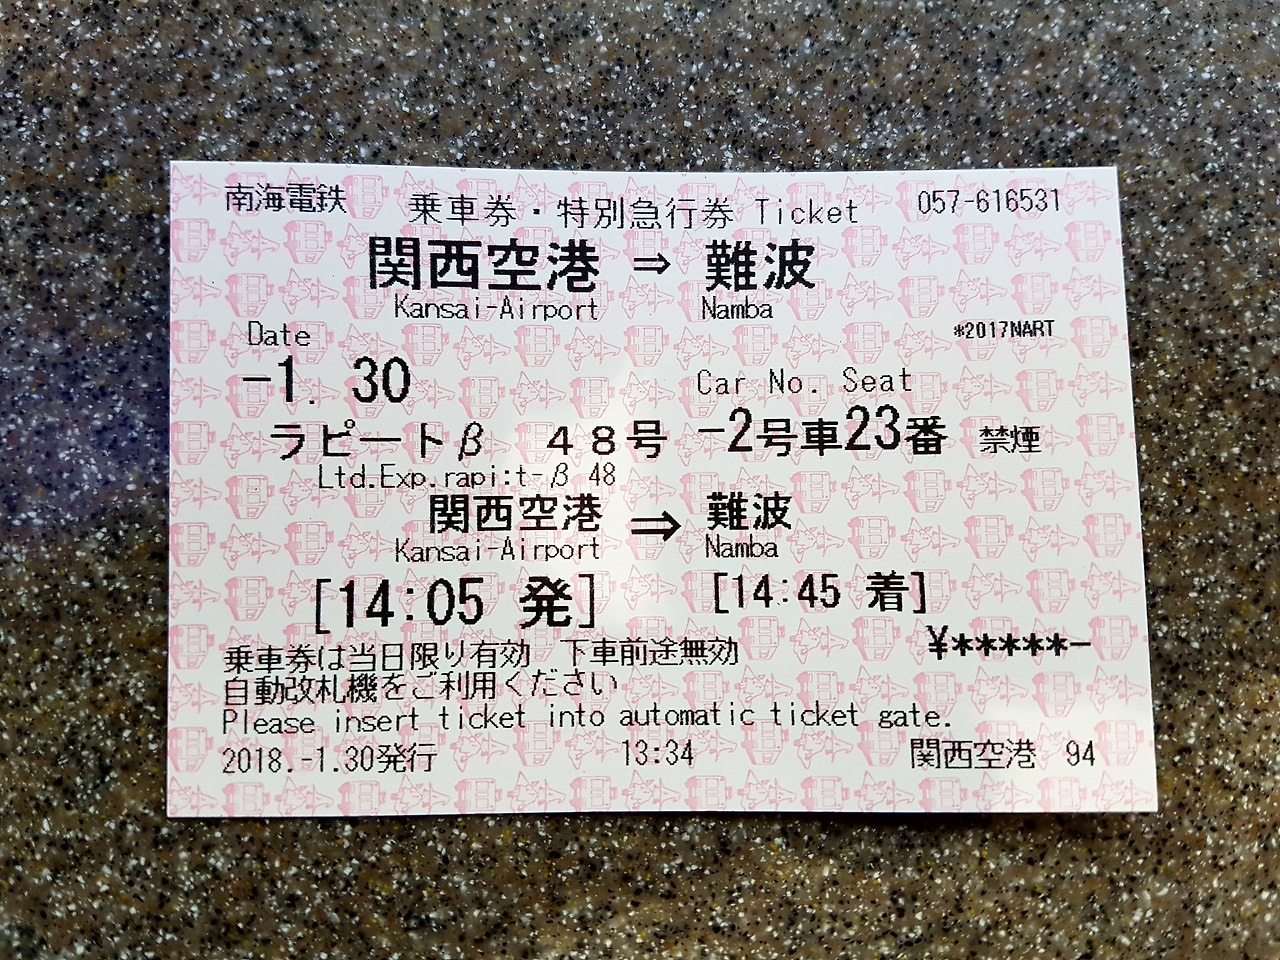 南海電鉄 乗車券・特別急行券 Ticket 057-616531
関西空港 ⇒ 難波
Kansai-Airport Namba
Date *2017NART
-1. 30 Car No. Seat
ラピートβ 48号 -2号車23番 禁煙
Ltd.Exp.rapi:t-β 48
関西空港 ⇒ 難波
Kansai-Airport Namba
[14:05 発] [14:45 着]
¥*****-
乗車券は当日限り有効 下車前途無効
自動改札機をご利用ください
Please insert ticket into automatic ticket gate.
2018.-1.30発行 13:34 関西空港 94